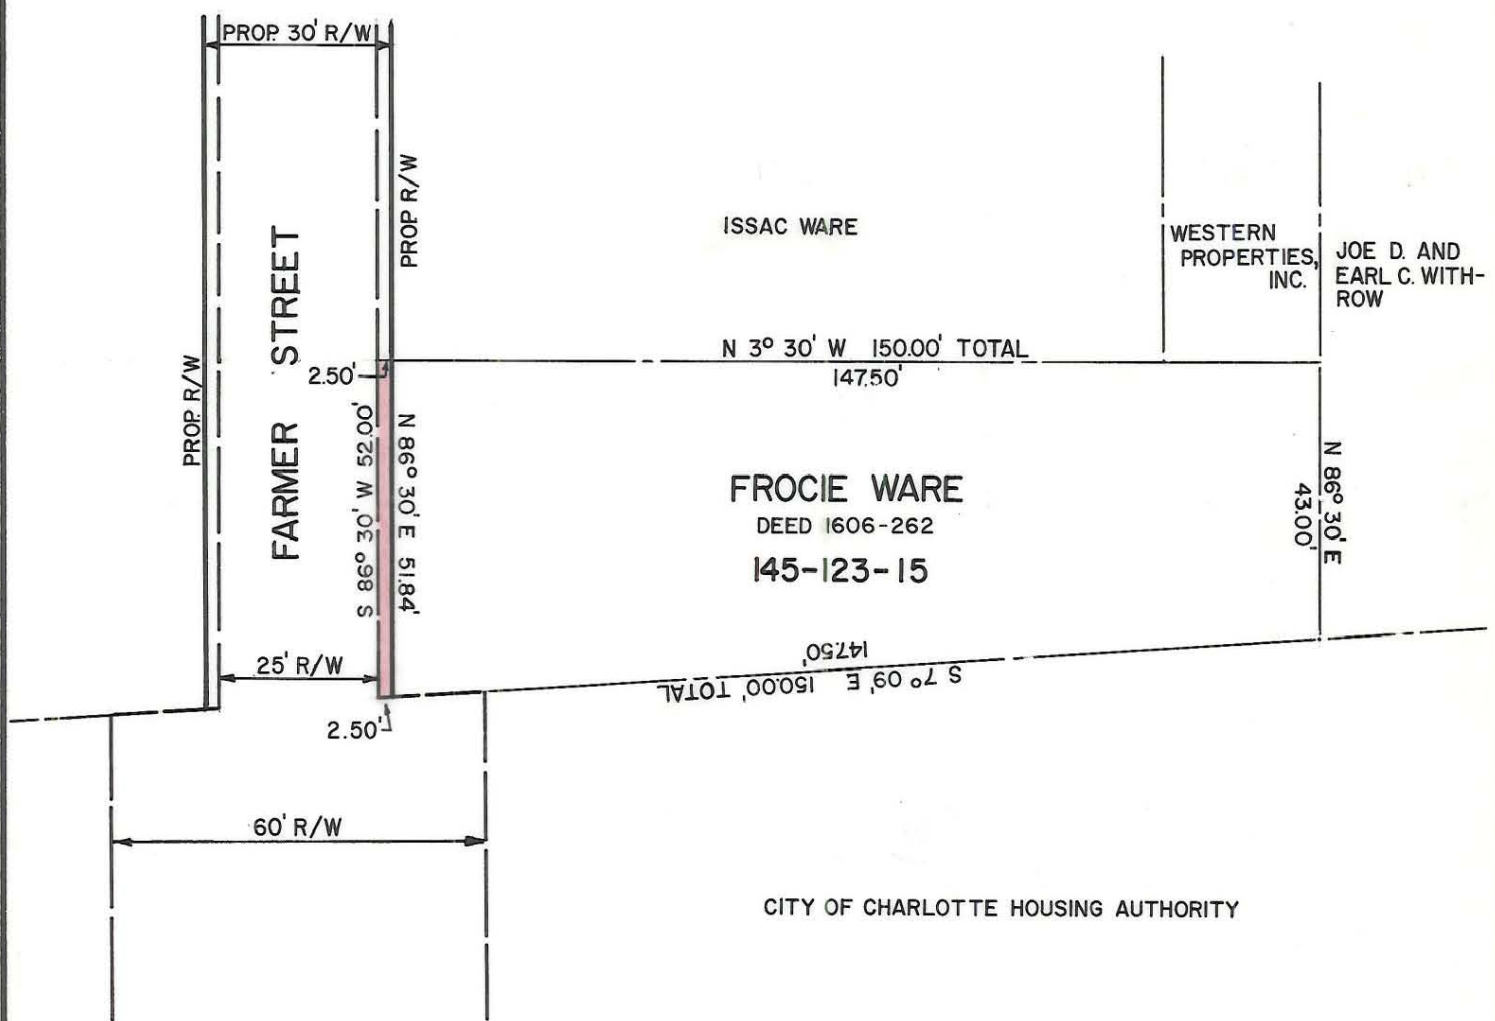 PROP. 30' R/W
PROP. R/W
PROP. R/W
FARMER STREET
ISSAC WARE
WESTERN
PROPERTIES,
INC.
JOE D. AND
EARL C. WITH-
ROW
N 3° 30' W 150.00' TOTAL
147.50'
2.50'
S 86° 30' W 52.00'
N 86° 30' E 51.84'
FROCIE WARE
DEED 1606-262
145-123-15
N 86° 30' E
43.00'
147.50'
S 7° 09' E 150.00' TOTAL
25' R/W
2.50'
60' R/W
CITY OF CHARLOTTE HOUSING AUTHORITY